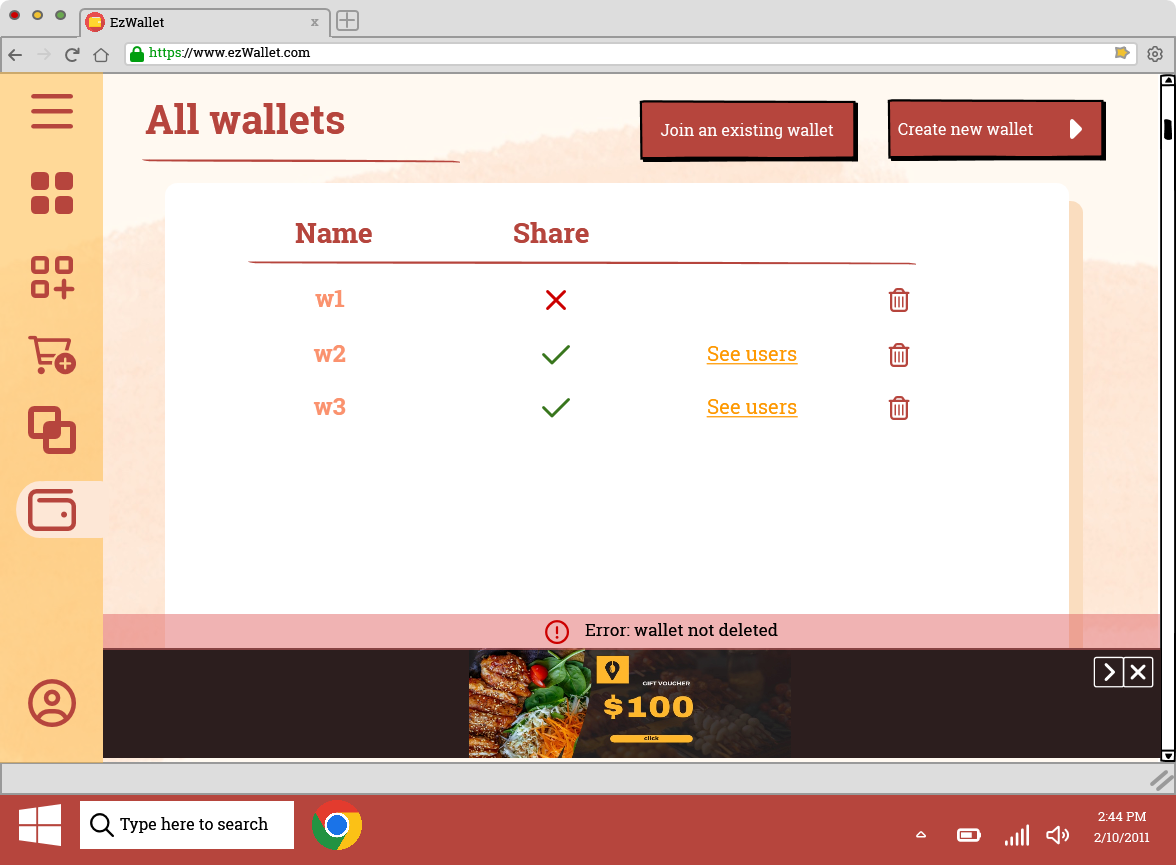 EzWallet
x
https://www.ezWallet.com
All wallets
Join an existing wallet
Create new wallet
Name Share
w1
w2 See users
w3 See users
Error: wallet not deleted
GIFT VOUCHER
$100
click
Type here to search
2:44 PM
2/10/2011